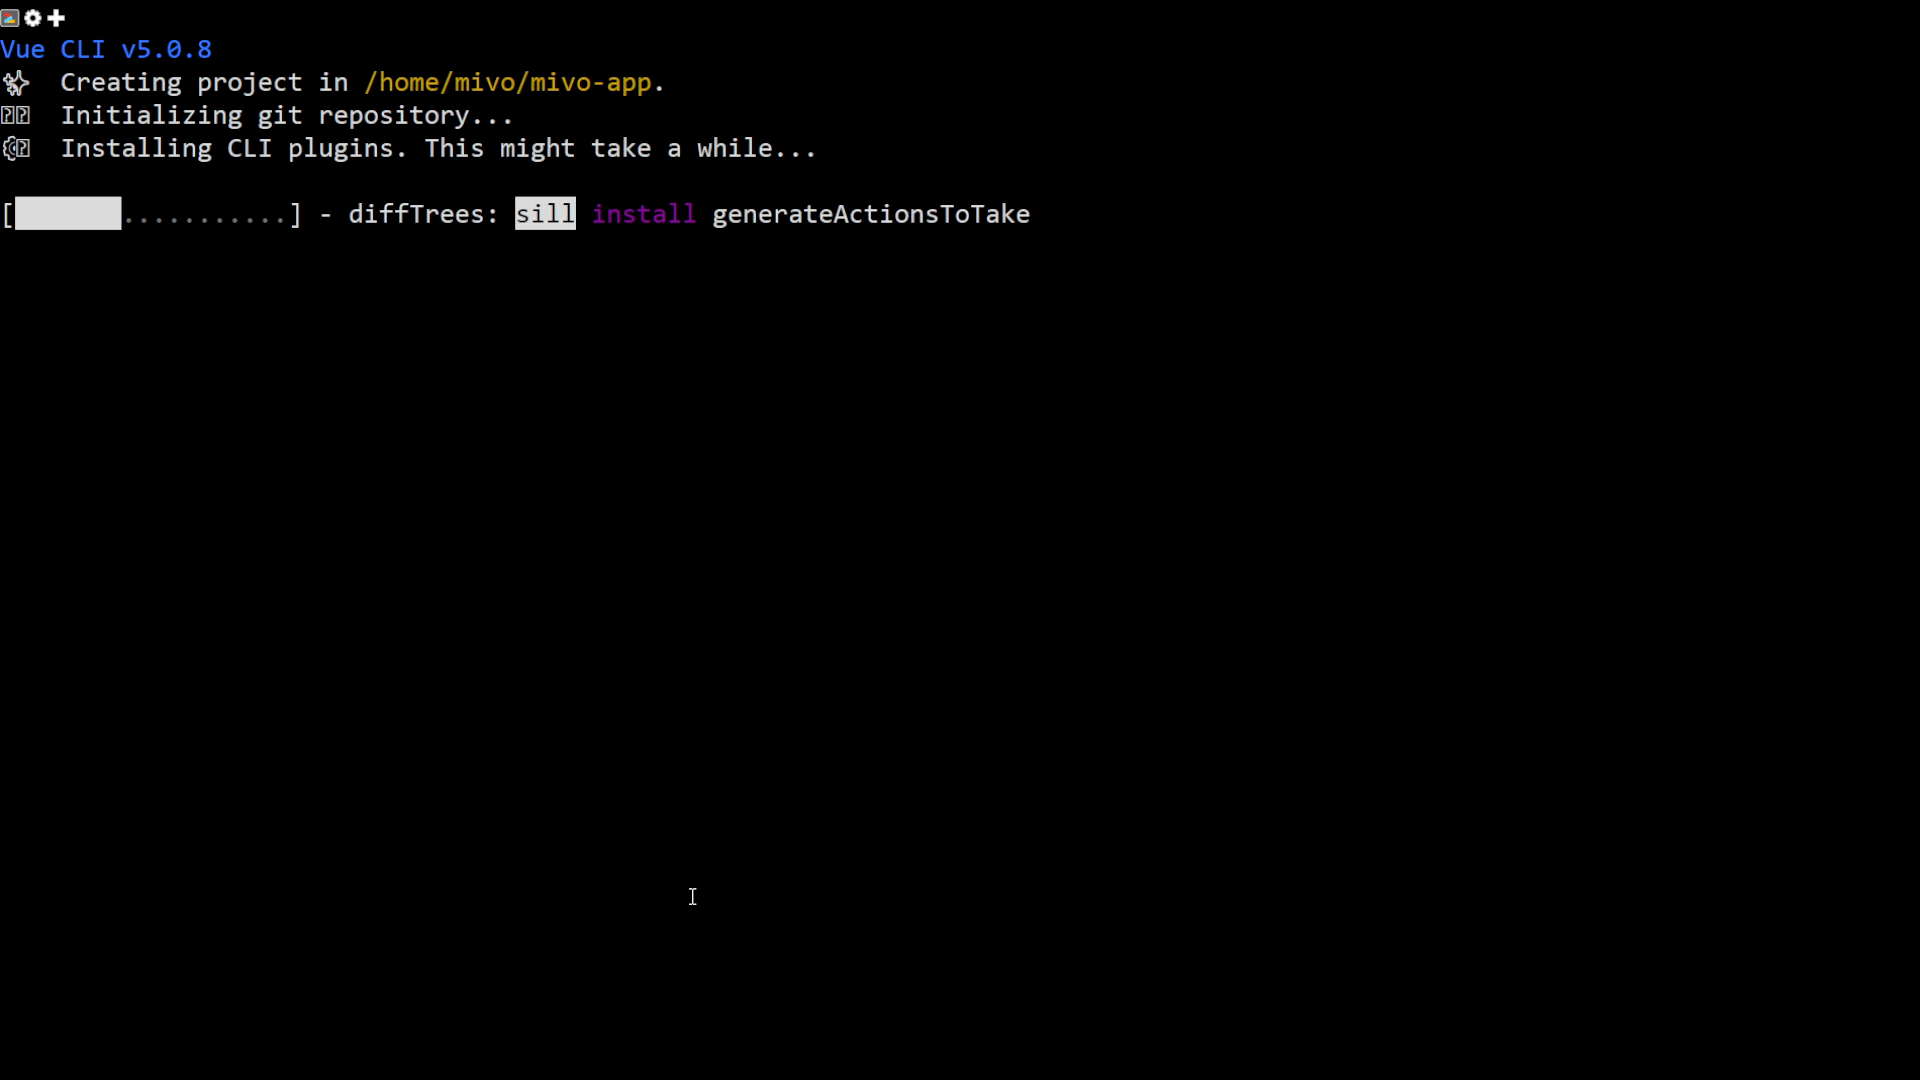 Vue CLI v5.0.8
✨  Creating project in /home/mivo/mivo-app.
Initializing git repository...
Installing CLI plugins. This might take a while...
[       ...........] - diffTrees: sill install generateActionsToTake